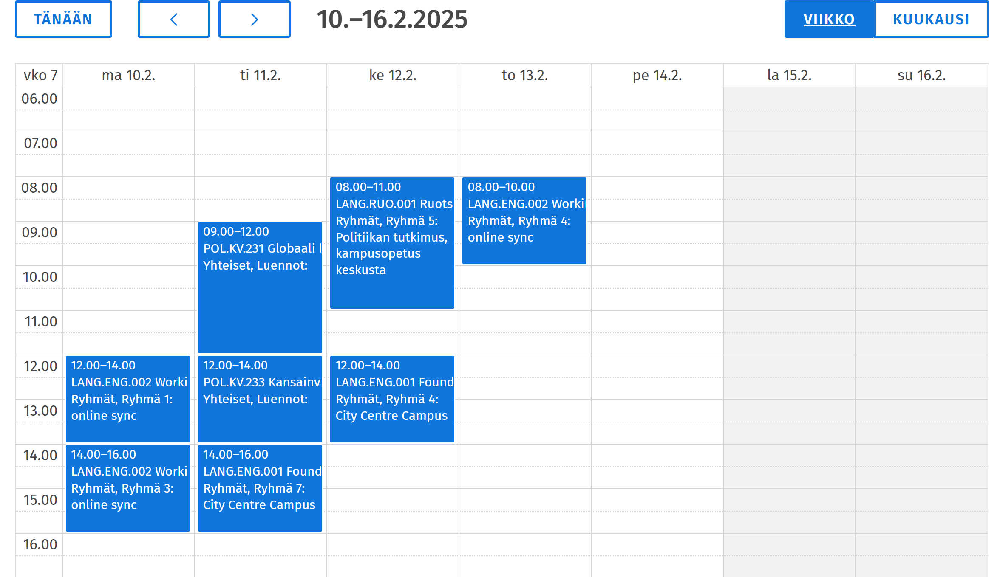 TÄNÄÄN
10.–16.2.2025
VIIKKO
KUUKAUSI
vko 7
ma 10.2.
ti 11.2.
ke 12.2.
to 13.2.
pe 14.2.
la 15.2.
su 16.2.
06.00
07.00
08.00
09.00
10.00
11.00
12.00
13.00
14.00
15.00
16.00
12.00–14.00
LANG.ENG.002 Worki
Ryhmät, Ryhmä 1:
online sync
14.00–16.00
LANG.ENG.002 Worki
Ryhmät, Ryhmä 3:
online sync
09.00–12.00
POL.KV.231 Globaali
Yhteiset, Luennot:
12.00–14.00
POL.KV.233 Kansainv
Yhteiset, Luennot:
14.00–16.00
LANG.ENG.001 Found
Ryhmät, Ryhmä 7:
City Centre Campus
08.00–11.00
LANG.RUO.001 Ruots
Ryhmät, Ryhmä 5:
Politiikan tutkimus,
kampusopetus
keskusta
12.00–14.00
LANG.ENG.001 Found
Ryhmät, Ryhmä 4:
City Centre Campus
08.00–10.00
LANG.ENG.002 Worki
Ryhmät, Ryhmä 4:
online sync